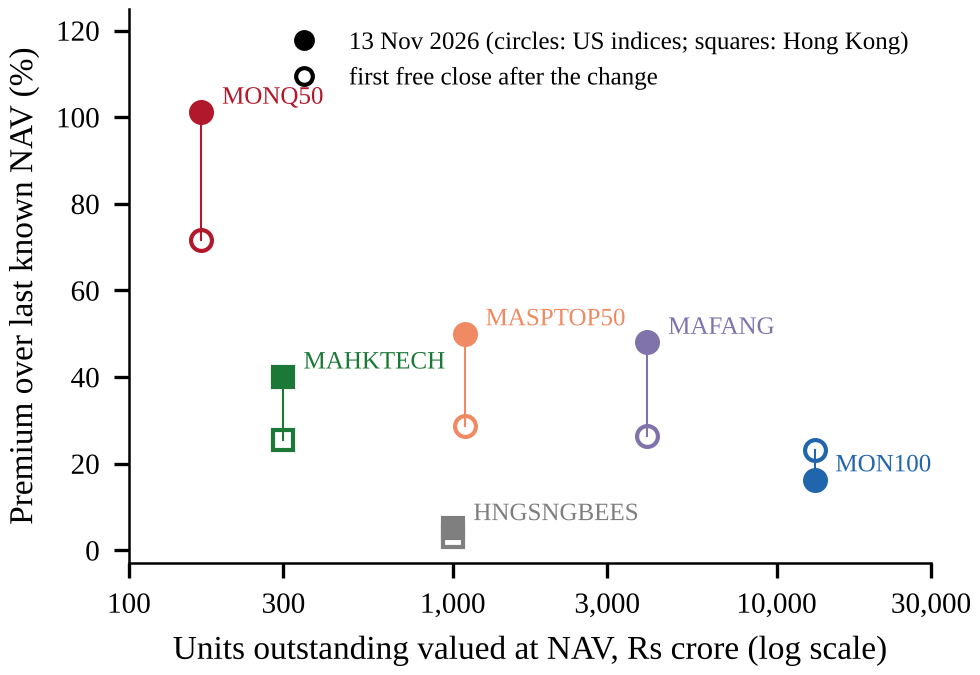 120
13 Nov 2026 (circles: US indices; squares: Hong Kong)
first free close after the change
MONQ50
100
80
60
MASPTOP50
MAFANG
MAHKTECH
40
20
MON100
HNGSNGBEES
0
Premium over last known NAV (%)
100 300 1,000 3,000 10,000 30,000
Units outstanding valued at NAV, Rs crore (log scale)